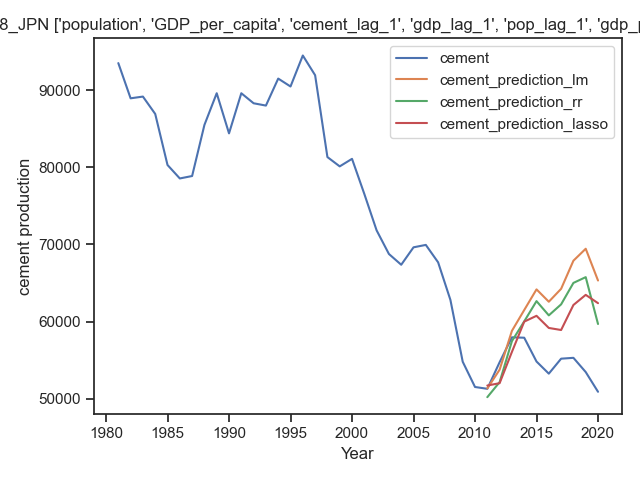 8_JPN ['population', 'GDP_per_capita', 'cement_lag_1', 'gdp_lag_1', 'pop_lag_1', 'gdp_p
cement
cement_prediction_lm
cement_prediction_rr
cement_prediction_lasso
90000
80000
70000
60000
50000
cement production
1980 1985 1990 1995 2000 2005 2010 2015 2020
Year